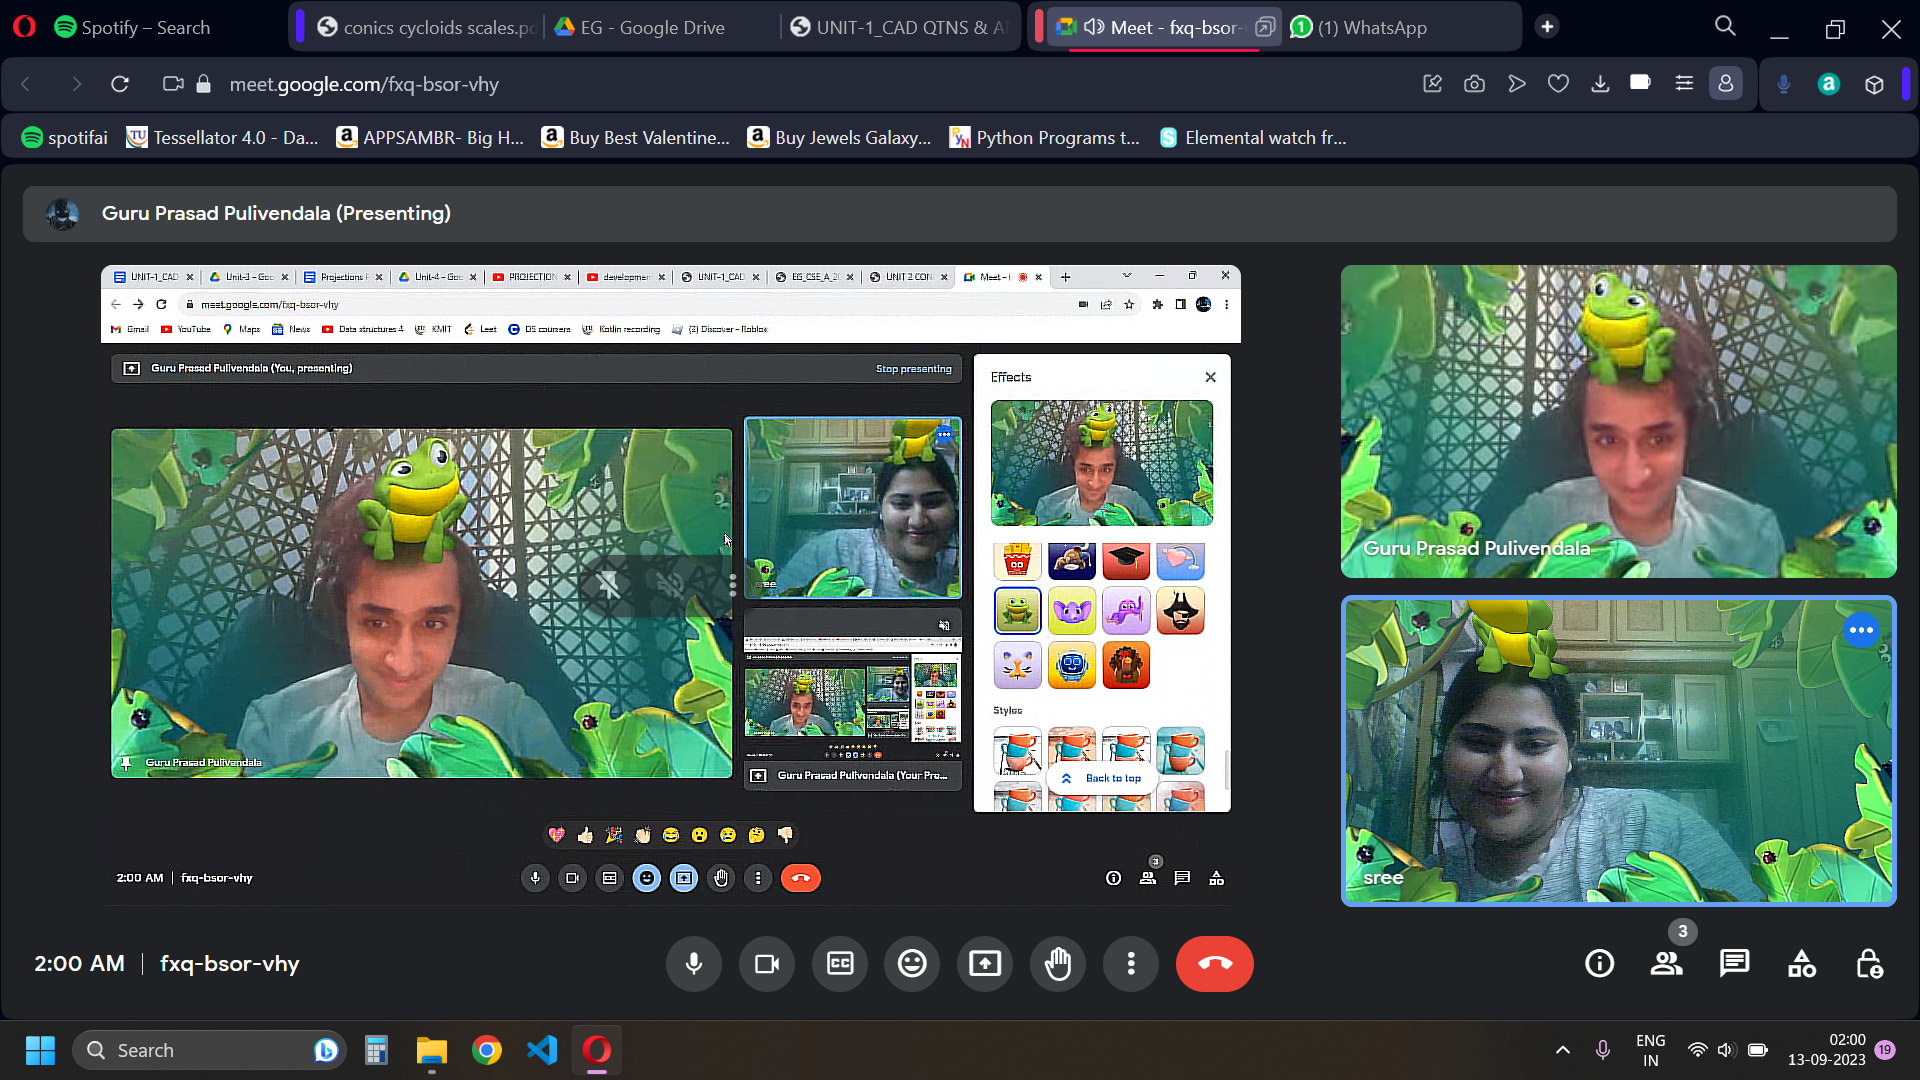 Spotify – Search
conics cycloids scales.pd
EG - Google Drive
UNIT-1_CAD QTNS & A
Meet - fxq-bsor-
(1) WhatsApp
meet.google.com/fxq-bsor-vhy
spotifai
Tessellator 4.0 - Da...
APPSAMBR- Big H...
Buy Best Valentine...
Buy Jewels Galaxy...
Python Programs t...
Elemental watch fr...
Guru Prasad Pulivendala (Presenting)
UNIT-1_CAD
Unit-3 - Goo
Projections F
Unit-4 - Goo
PROJECTION
developmen
UNIT-1_CAD
EG_CSE_A_2
UNIT 2 CON
Meet - f
meet.google.com/fxq-bsor-vhy
Gmail
YouTube
Maps
News
Data structures 4
KMIT
Leet
DS coursera
Kotlin recording
(2) Discover - Roblox
Guru Prasad Pulivendala (You, presenting)
Stop presenting
Effects
sree
Guru Prasad Pulivendala
Guru Prasad Pulivendala (Your Pre...
Styles
Back to top
2:00 AM | fxq-bsor-vhy
3
Guru Prasad Pulivendala
sree
2:00 AM | fxq-bsor-vhy
CC
3
Search
ENG
IN
02:00
13-09-2023
19